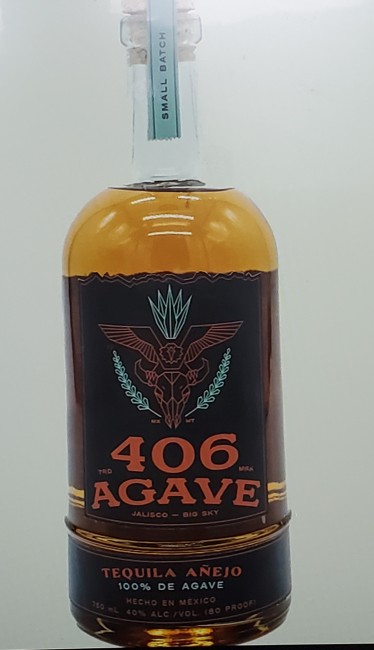 SMALL BATCH
MX MT
406
TRD MRK
AGAVE
JALISCO — BIG SKY
TEQUILA AÑEJO
100% DE AGAVE
HECHO EN MÉXICO
750 mL 40% ALC./VOL. (80 PROOF)